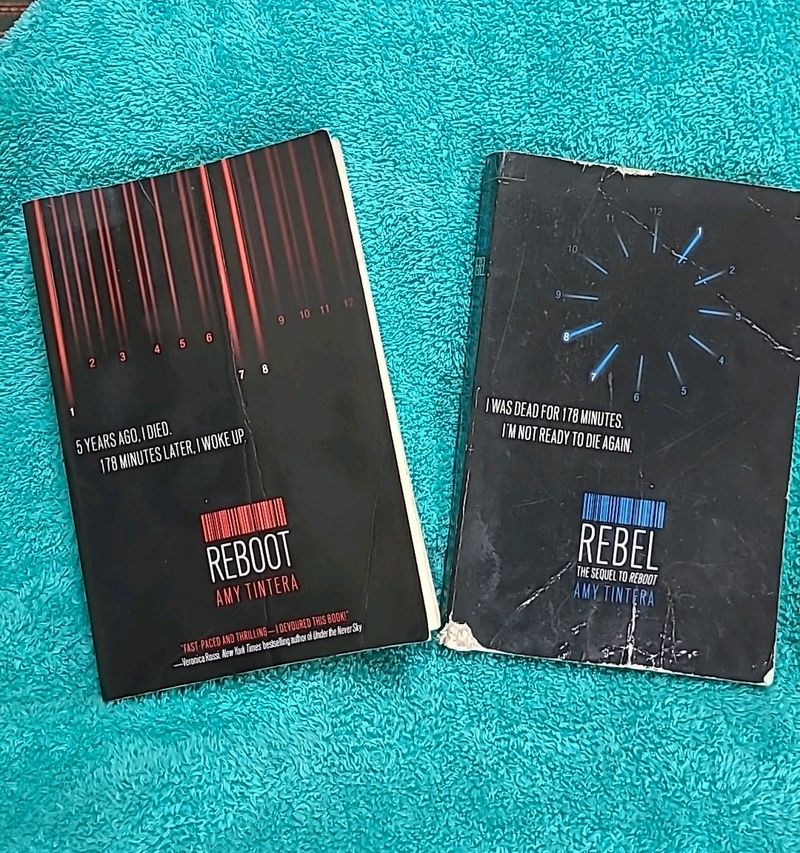 1
2
3
4
5
6
7
8
9
10
11
12
5 YEARS AGO, I DIED.
178 MINUTES LATER, I WOKE UP.
REBOOT
AMY TINTERA
"FAST-PACED AND THRILLING—I DEVOURED THIS BOOK!"
—Veronica Rossi, New York Times bestselling author of Under the Never Sky
REBEL
12
1
2
3
4
5
6
7
8
9
10
11
I WAS DEAD FOR 178 MINUTES.
I'M NOT READY TO DIE AGAIN.
REBEL
THE SEQUEL TO REBOOT
AMY TINTERA